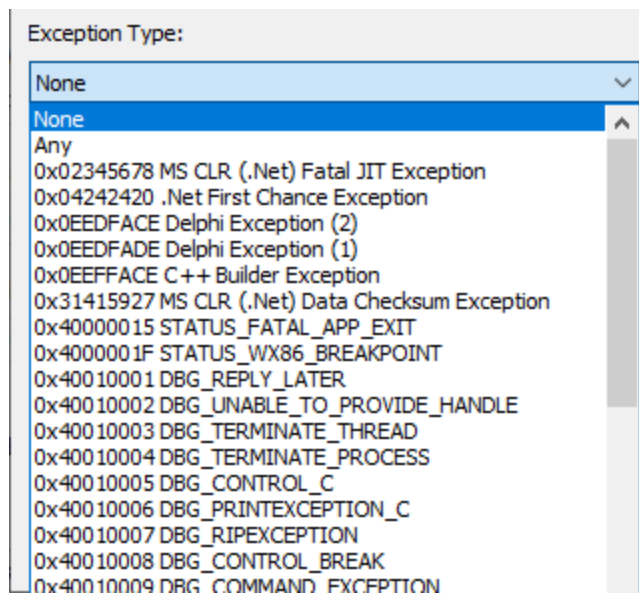 Exception Type:
None
None
Any
0x02345678 MS CLR (.Net) Fatal JIT Exception
0x04242420 .Net First Chance Exception
0x0EEDFACE Delphi Exception (2)
0x0EEDFADE Delphi Exception (1)
0x0EEFFACE C++ Builder Exception
0x31415927 MS CLR (.Net) Data Checksum Exception
0x40000015 STATUS_FATAL_APP_EXIT
0x4000001F STATUS_WX86_BREAKPOINT
0x40010001 DBG_REPLY_LATER
0x40010002 DBG_UNABLE_TO_PROVIDE_HANDLE
0x40010003 DBG_TERMINATE_THREAD
0x40010004 DBG_TERMINATE_PROCESS
0x40010005 DBG_CONTROL_C
0x40010006 DBG_PRINTEXCEPTION_C
0x40010007 DBG_RIPEXCEPTION
0x40010008 DBG_CONTROL_BREAK
0x40010009 DBG_COMMAND_EXCEPTION